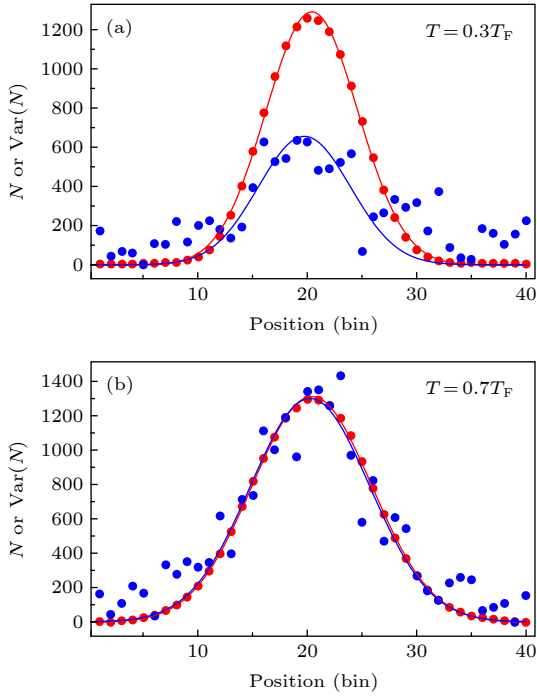 (a)
T = 0.3T_F
1200
1000
800
600
400
200
0
N or Var(N)
10 20 30 40
Position (bin)
(b)
T = 0.7T_F
1400
1200
1000
800
600
400
200
0
N or Var(N)
10 20 30 40
Position (bin)